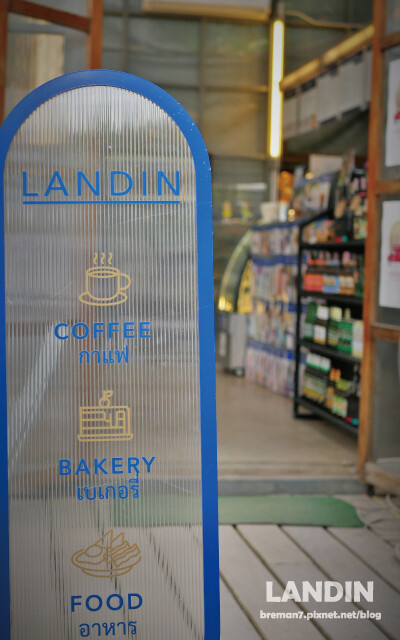 LANDIN
COFFEE
กาแฟ
BAKERY
เบเกอรี่
FOOD
อาหาร
LANDIN
breman7.pixnet.net/blog